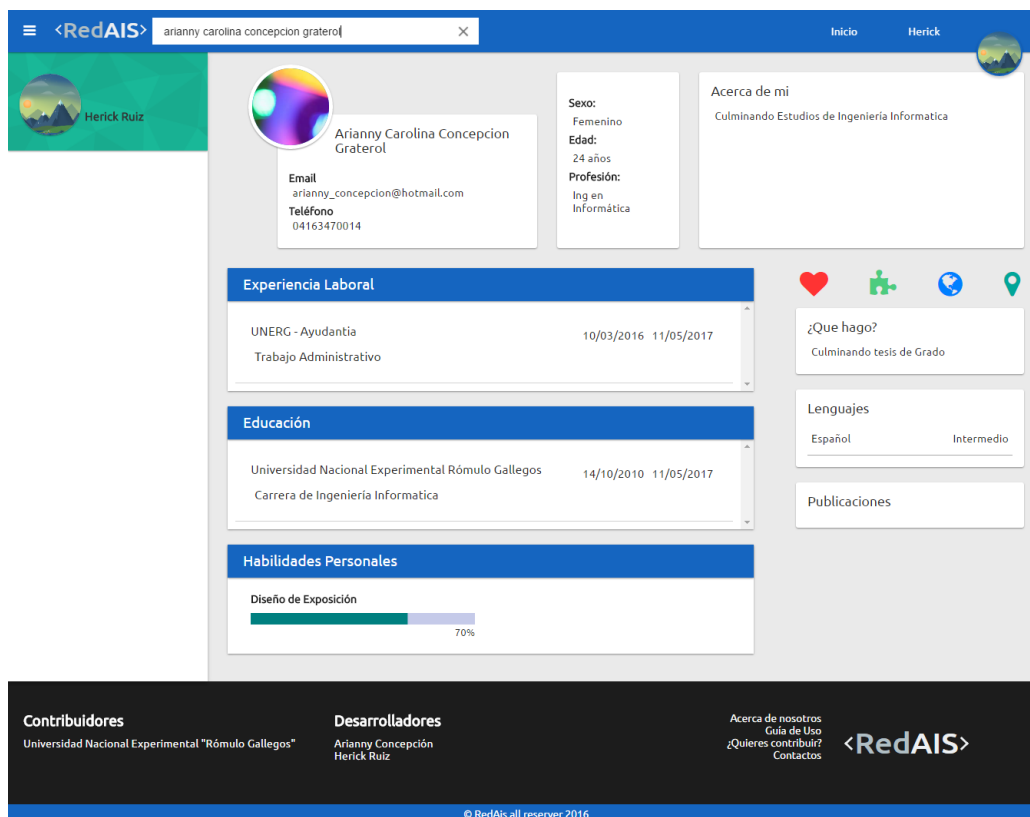 <RedAIS>
arianny carolina concepcion graterol
Inicio
Herick
Herick Ruiz
Arianny Carolina Concepcion
Graterol
Email
arianny_concepcion@hotmail.com
Teléfono
04163470014
Sexo:
Femenino
Edad:
24 años
Profesión:
Ing en
Informática
Acerca de mi
Culminando Estudios de Ingeniería Informatica
Experiencia Laboral
UNERG - Ayudantia 10/03/2016 11/05/2017
Trabajo Administrativo
Educación
Universidad Nacional Experimental Rómulo Gallegos 14/10/2010 11/05/2017
Carrera de Ingeniería Informatica
Habilidades Personales
Diseño de Exposición
70%
¿Que hago?
Culminando tesis de Grado
Lenguajes
Español Intermedio
Publicaciones
Contribuidores
Universidad Nacional Experimental "Rómulo Gallegos"
Desarrolladores
Arianny Concepción
Herick Ruiz
Acerca de nosotros
Guía de Uso
¿Quieres contribuir?
Contactos
<RedAIS>
© RedAis all reserver 2016